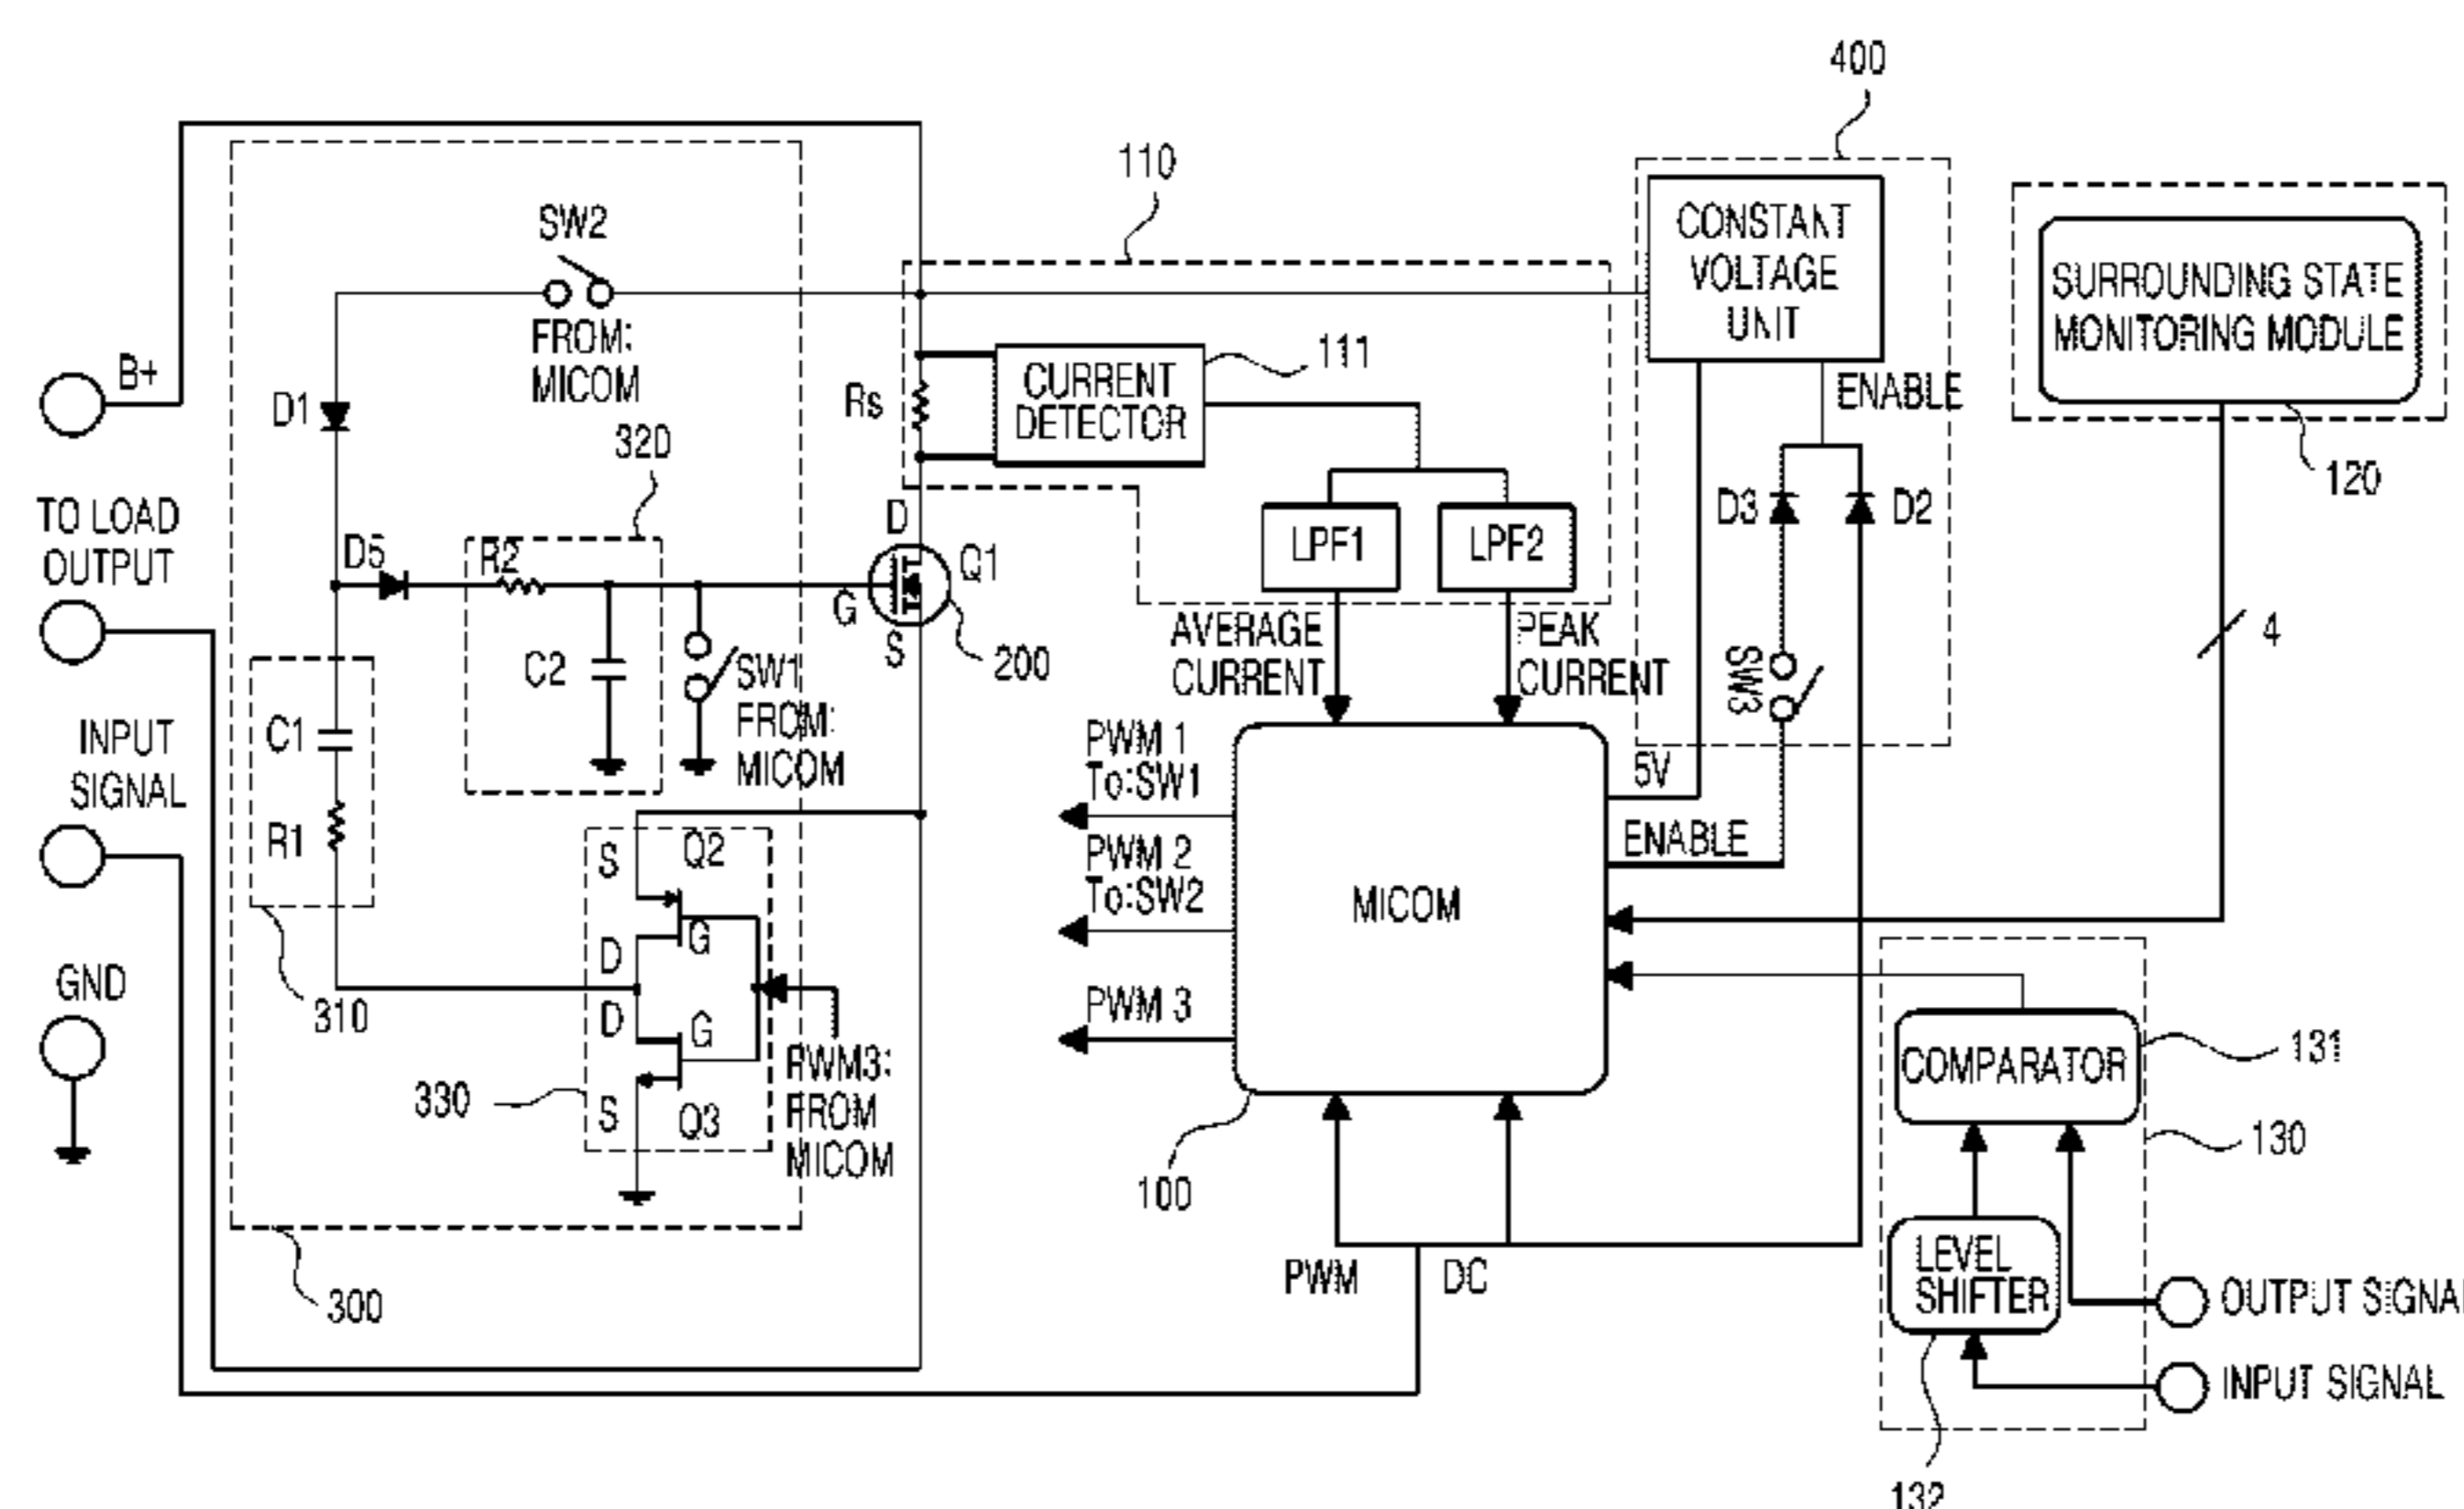 400
110
SW2
FROM:
MICOM
CONSTANT
VOLTAGE
UNIT
SURROUNDING STATE
MONITORING MODULE
B+
D1
Rs
CURRENT
DETECTOR
111
ENABLE
320
120
TO LOAD
OUTPUT
D5
R2
D
G
S
Q1
200
LPF1
LPF2
D3
D2
AVERAGE
CURRENT
PEAK
CURRENT
4
C2
SW1
FROM:
MICOM
SW3
INPUT
SIGNAL
C1
R1
PWM 1
To:SW1
5V
PWM 2
To:SW2
ENABLE
MICOM
PWM 3
S
Q2
G
D
D
G
S
Q3
330
PWM3:
FROM
MICOM
GND
310
300
100
PWM
DC
COMPARATOR
131
130
LEVEL
SHIFTER
OUTPUT SIGNAL
INPUT SIGNAL
132